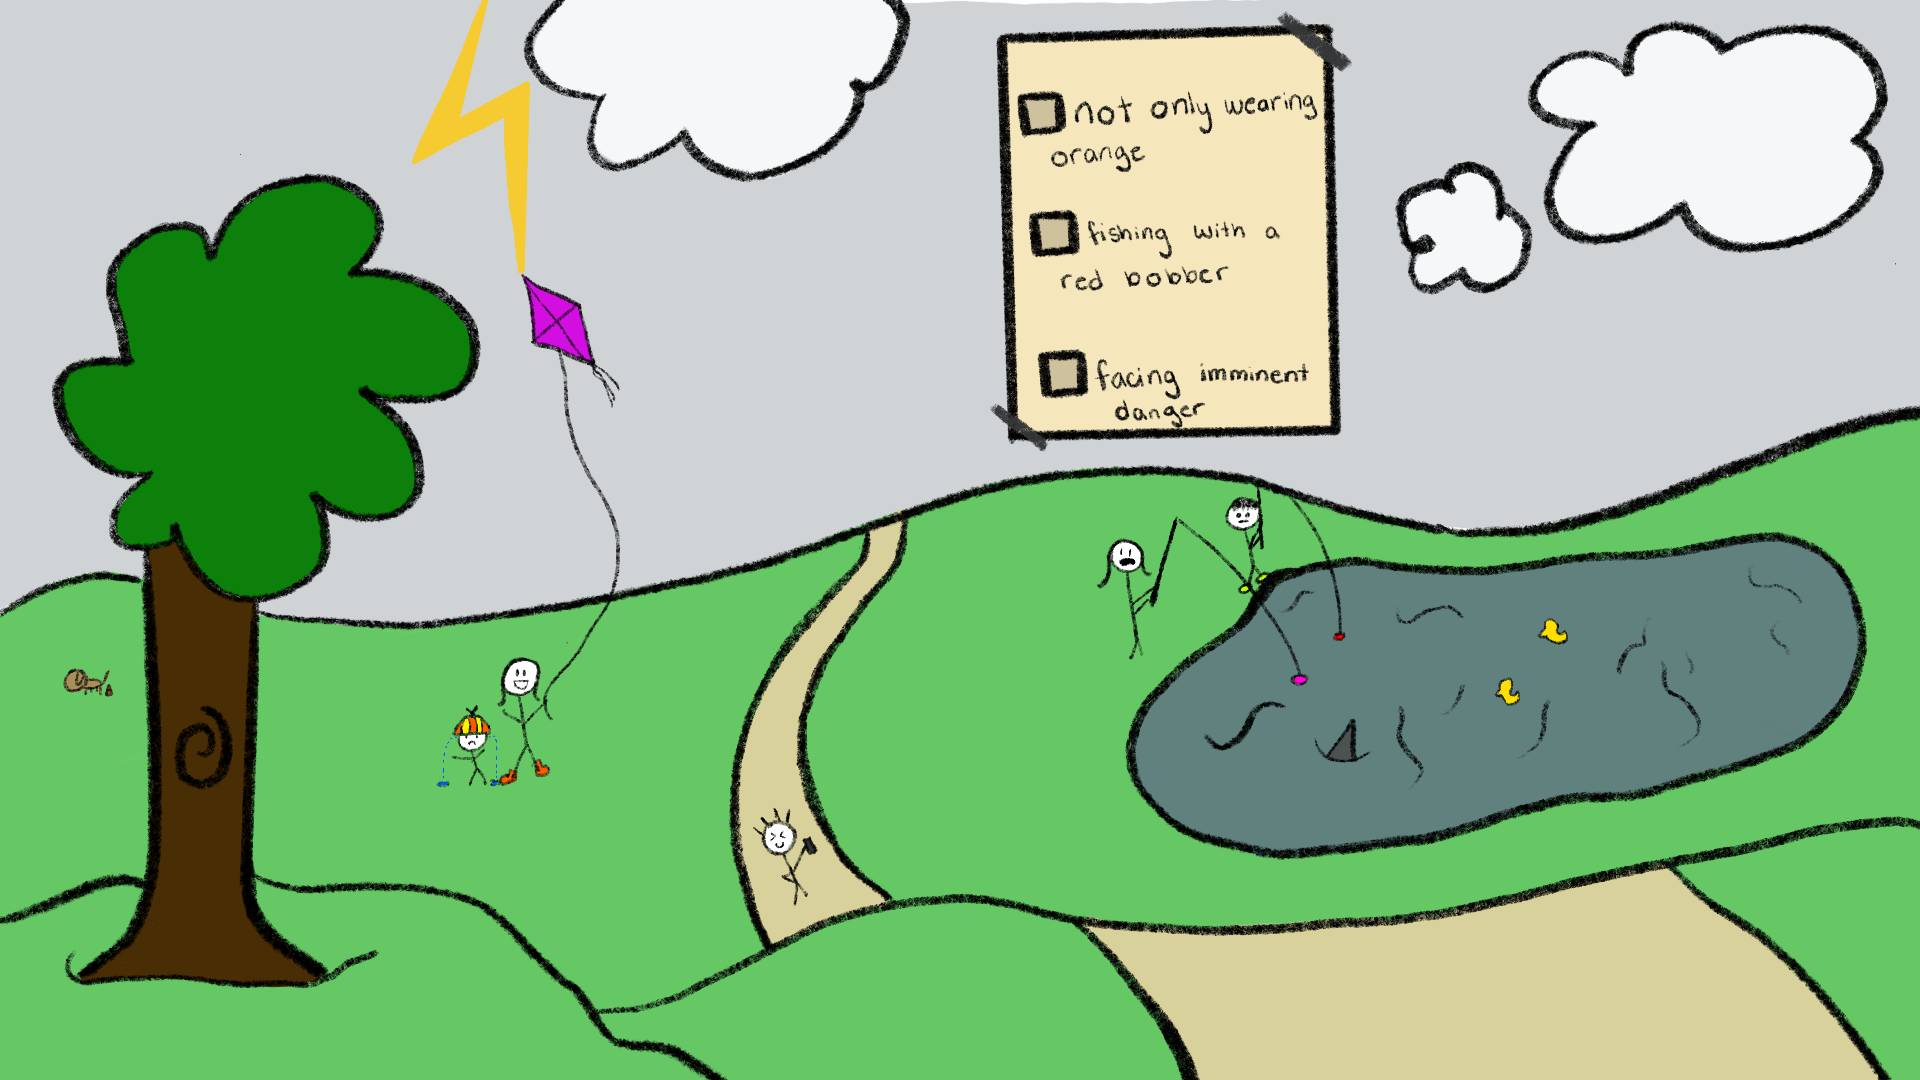 not only wearing
orange
fishing with a
red bobber
facing imminent
danger